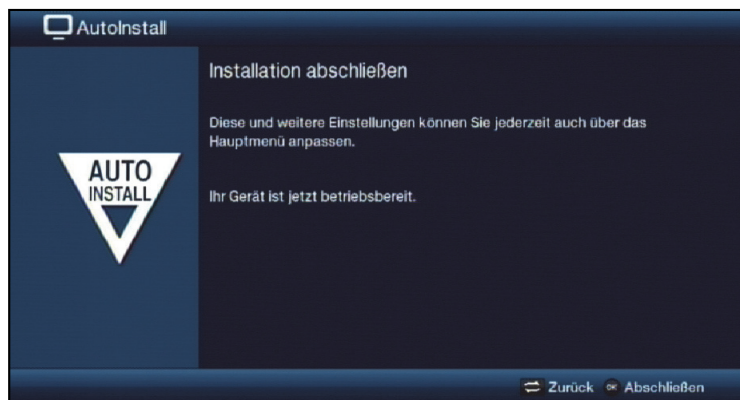 AutoInstall
Installation abschließen
Diese und weitere Einstellungen können Sie jederzeit auch über das
Hauptmenü anpassen.
AUTO
INSTALL
Ihr Gerät ist jetzt betriebsbereit.
Zurück OK Abschließen